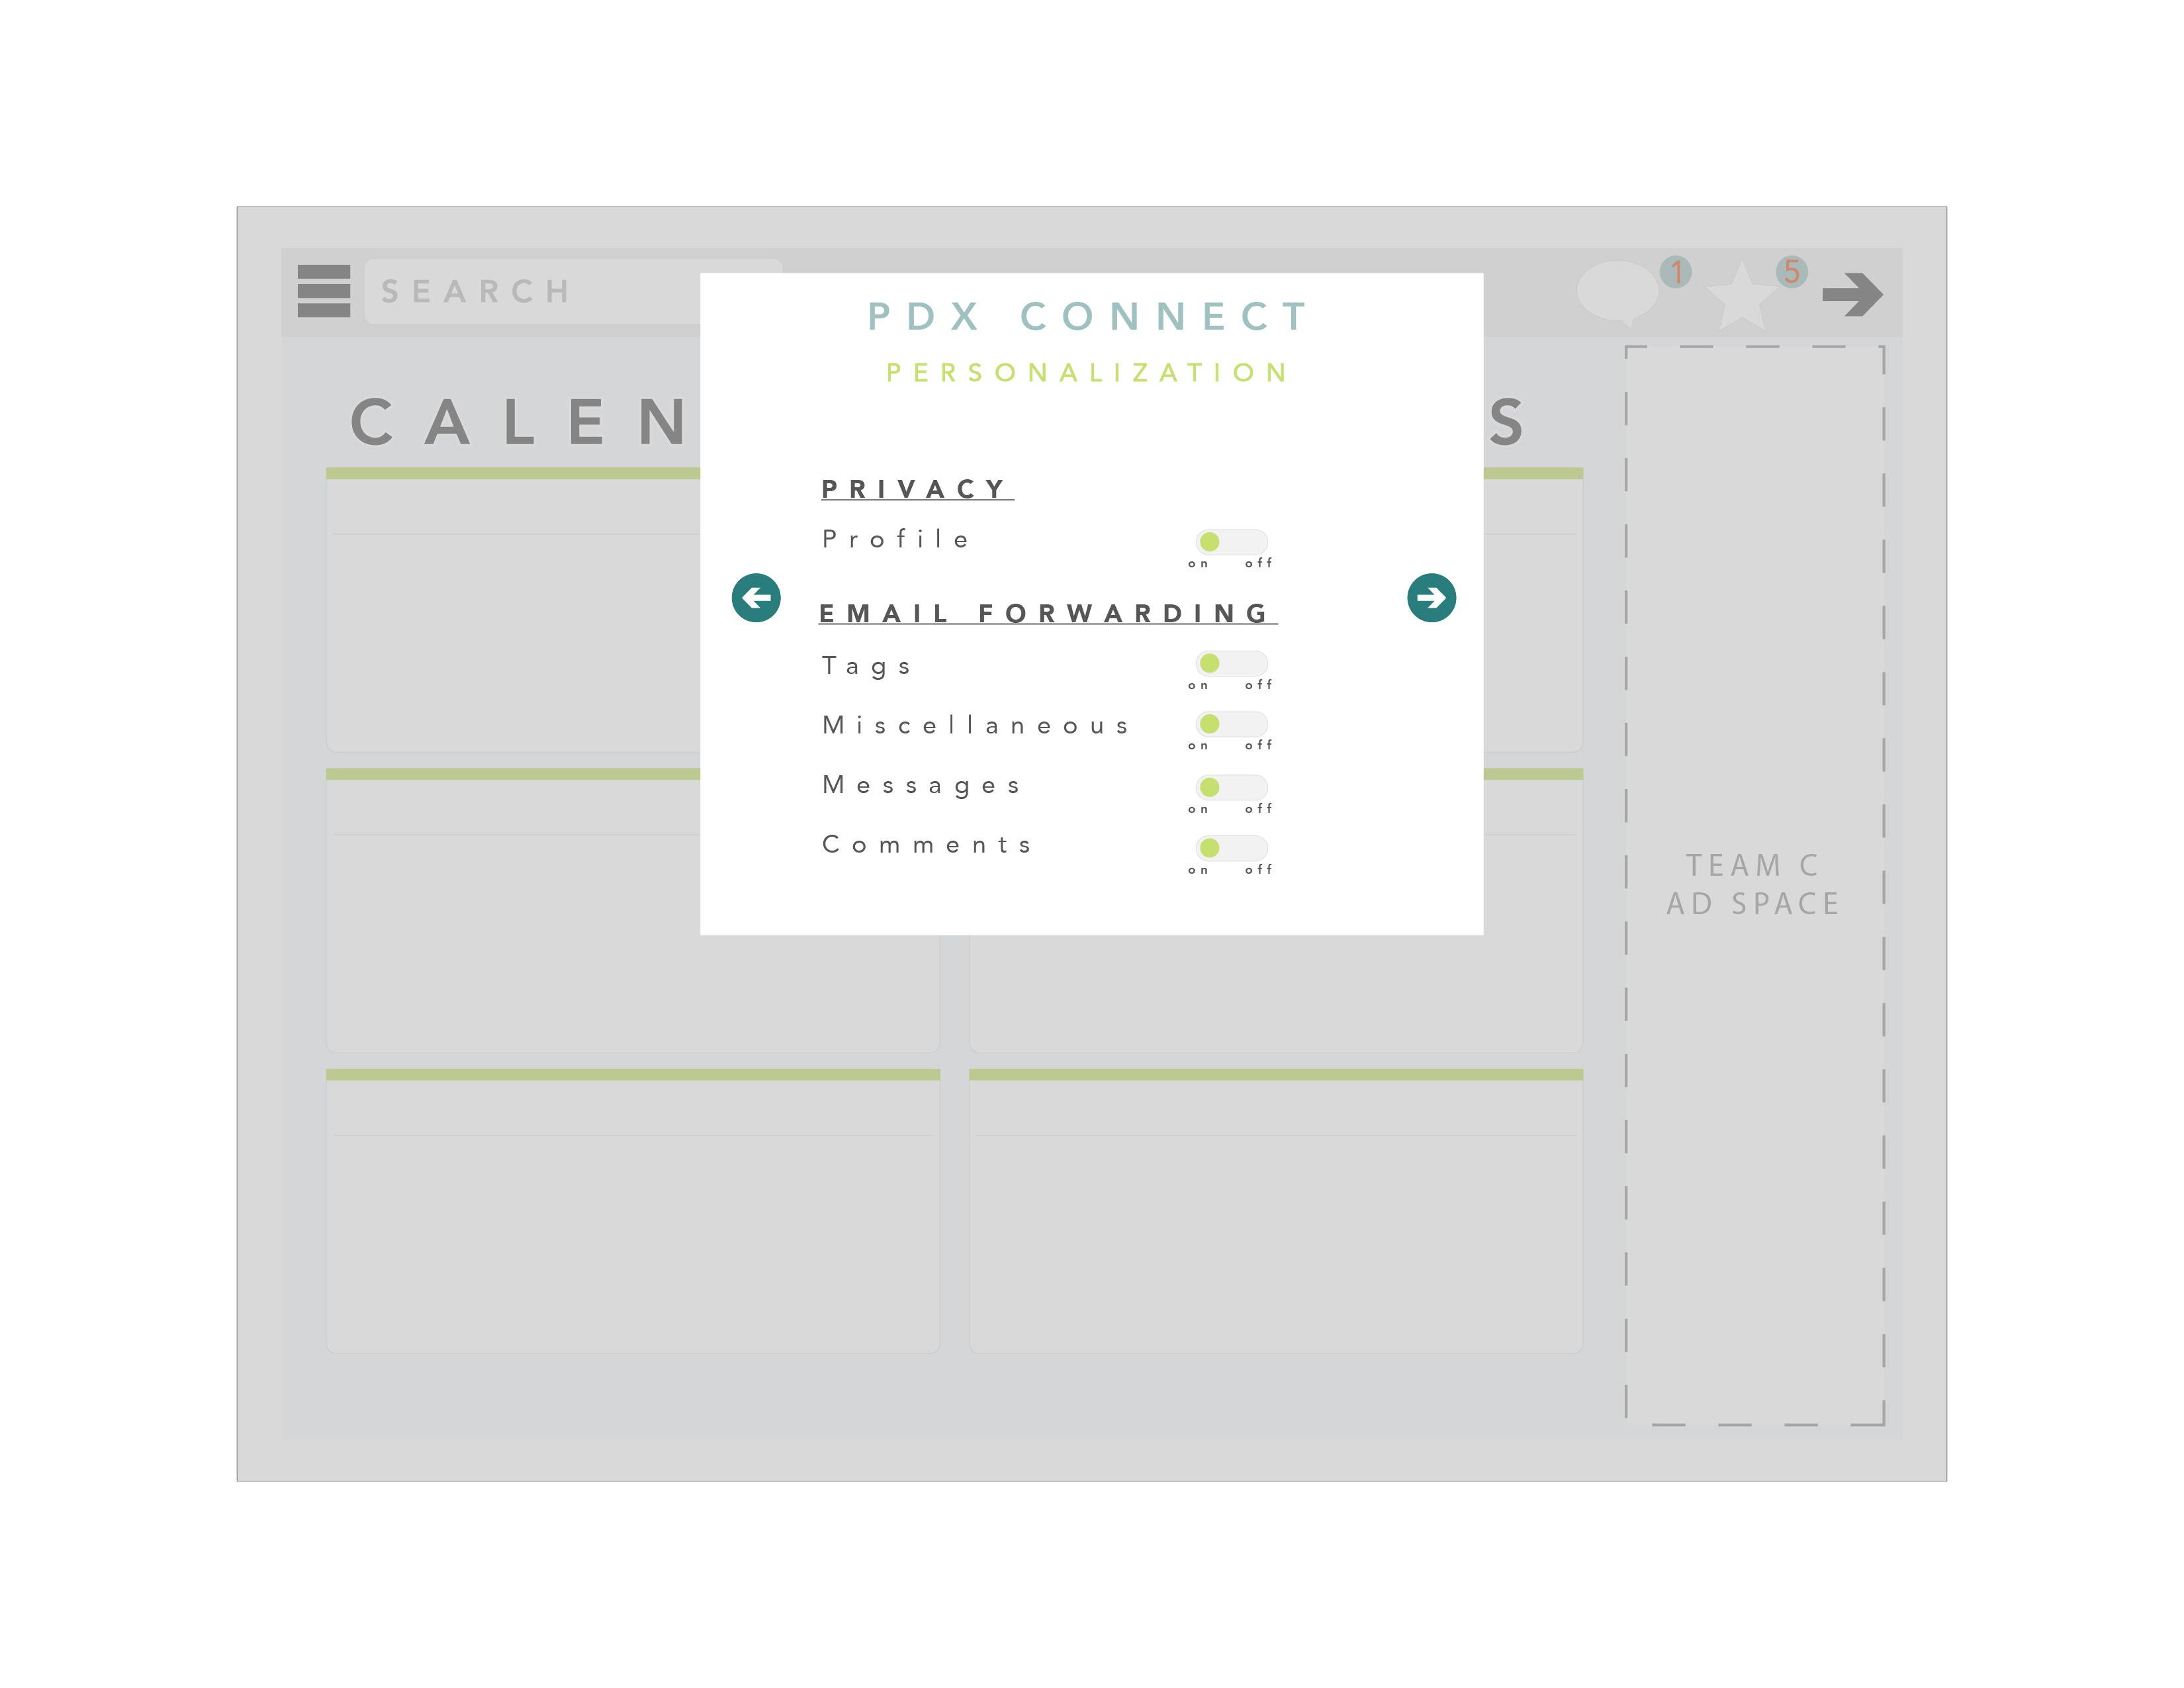 SEARCH
1
5
PDX CONNECT
PERSONALIZATION
CALEN S
PRIVACY
Profile
on off
EMAIL FORWARDING
Tags
on off
Miscellaneous
on off
Messages
on off
Comments
on off
TEAM C
AD SPACE